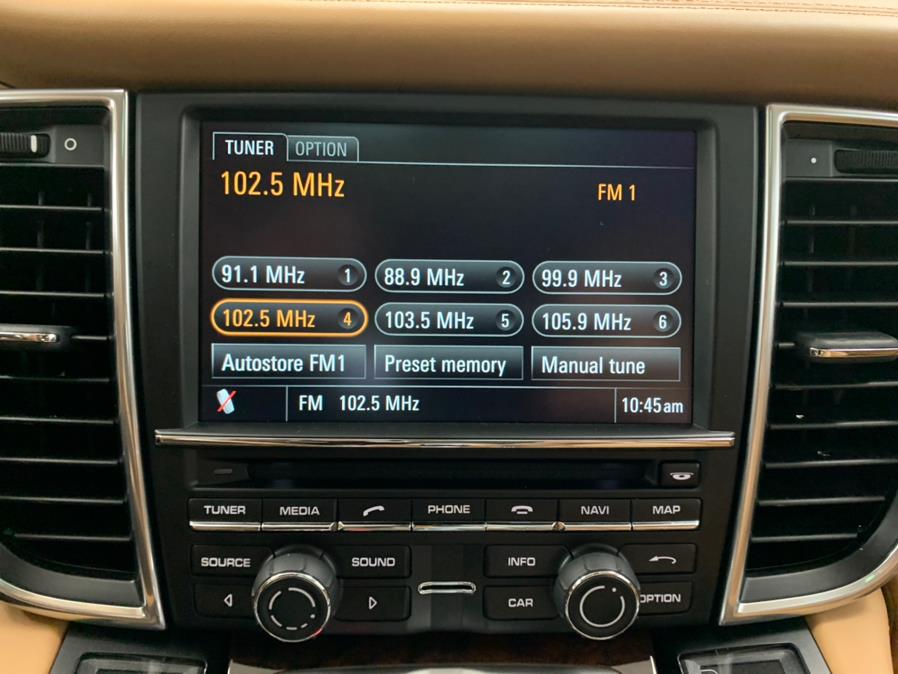 TUNER OPTION
102.5 MHz FM 1
91.1 MHz 1 88.9 MHz 2 99.9 MHz 3
102.5 MHz 4 103.5 MHz 5 105.9 MHz 6
Autostore FM1 Preset memory Manual tune
FM 102.5 MHz 10:45am
TUNER MEDIA PHONE NAVI MAP
SOURCE SOUND INFO
CAR OPTION